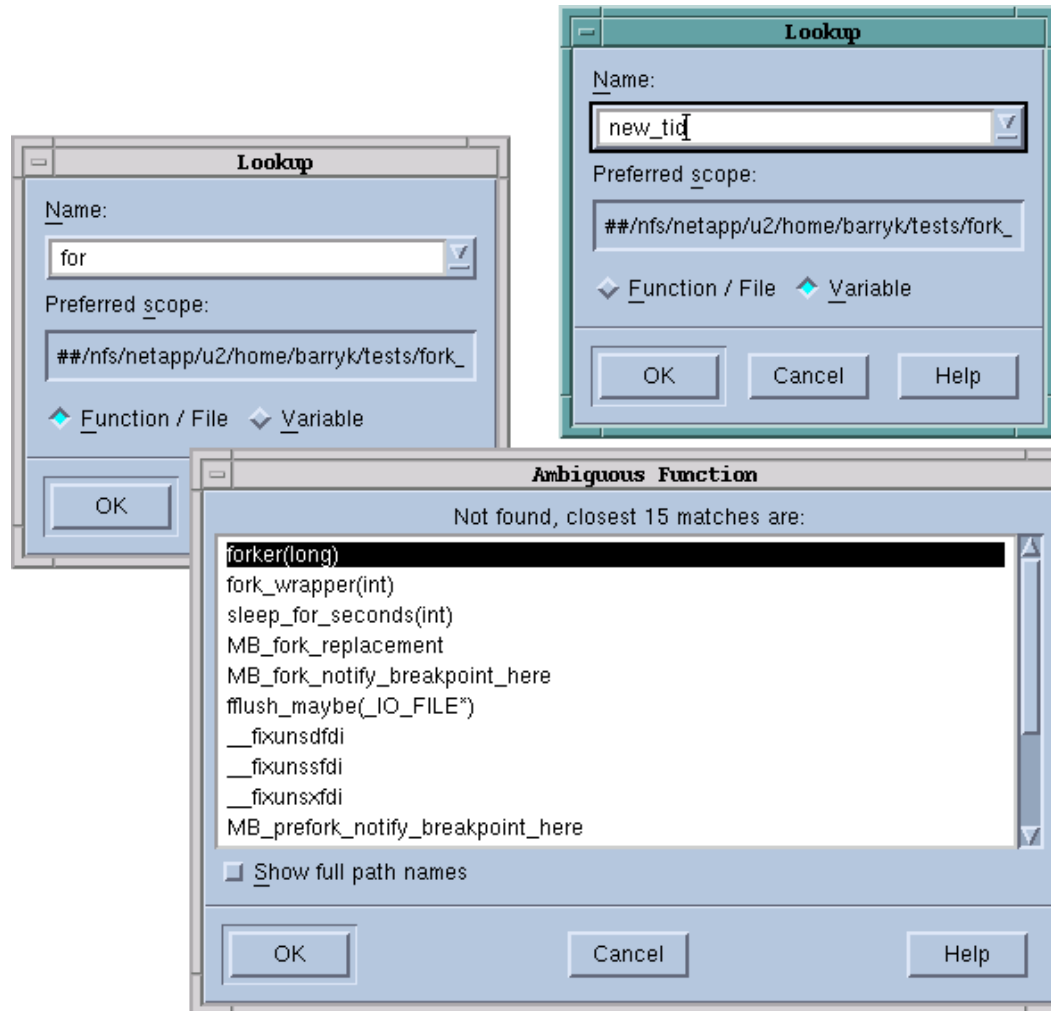 Lookup
Name:
new_tid
Preferred scope:
##/nfs/netapp/u2/home/barryk/tests/fork_
Function / File Variable
OK Cancel Help
Lookup
Name:
for
Preferred scope:
##/nfs/netapp/u2/home/barryk/tests/fork_
Function / File Variable
OK
Ambiguous Function
Not found, closest 15 matches are:
forker(long)
fork_wrapper(int)
sleep_for_seconds(int)
MB_fork_replacement
MB_fork_notify_breakpoint_here
fflush_maybe(_IO_FILE*)
__fixunsdfdi
__fixunssfdi
__fixunsxfdi
MB_prefork_notify_breakpoint_here
Show full path names
OK Cancel Help